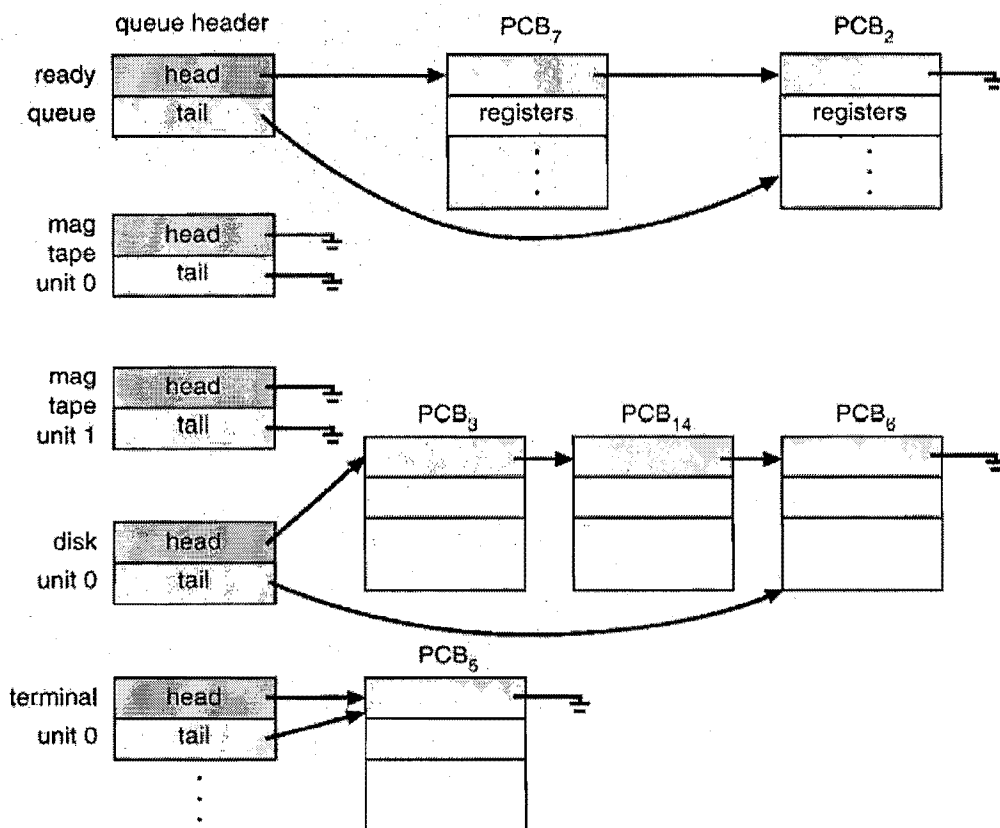 queue header
PCB7
PCB2
ready
queue
head
tail
registers
registers
mag
tape
unit 0
head
tail
mag
tape
unit 1
head
tail
PCB3
PCB14
PCB6
disk
unit 0
head
tail
PCB5
terminal
unit 0
head
tail